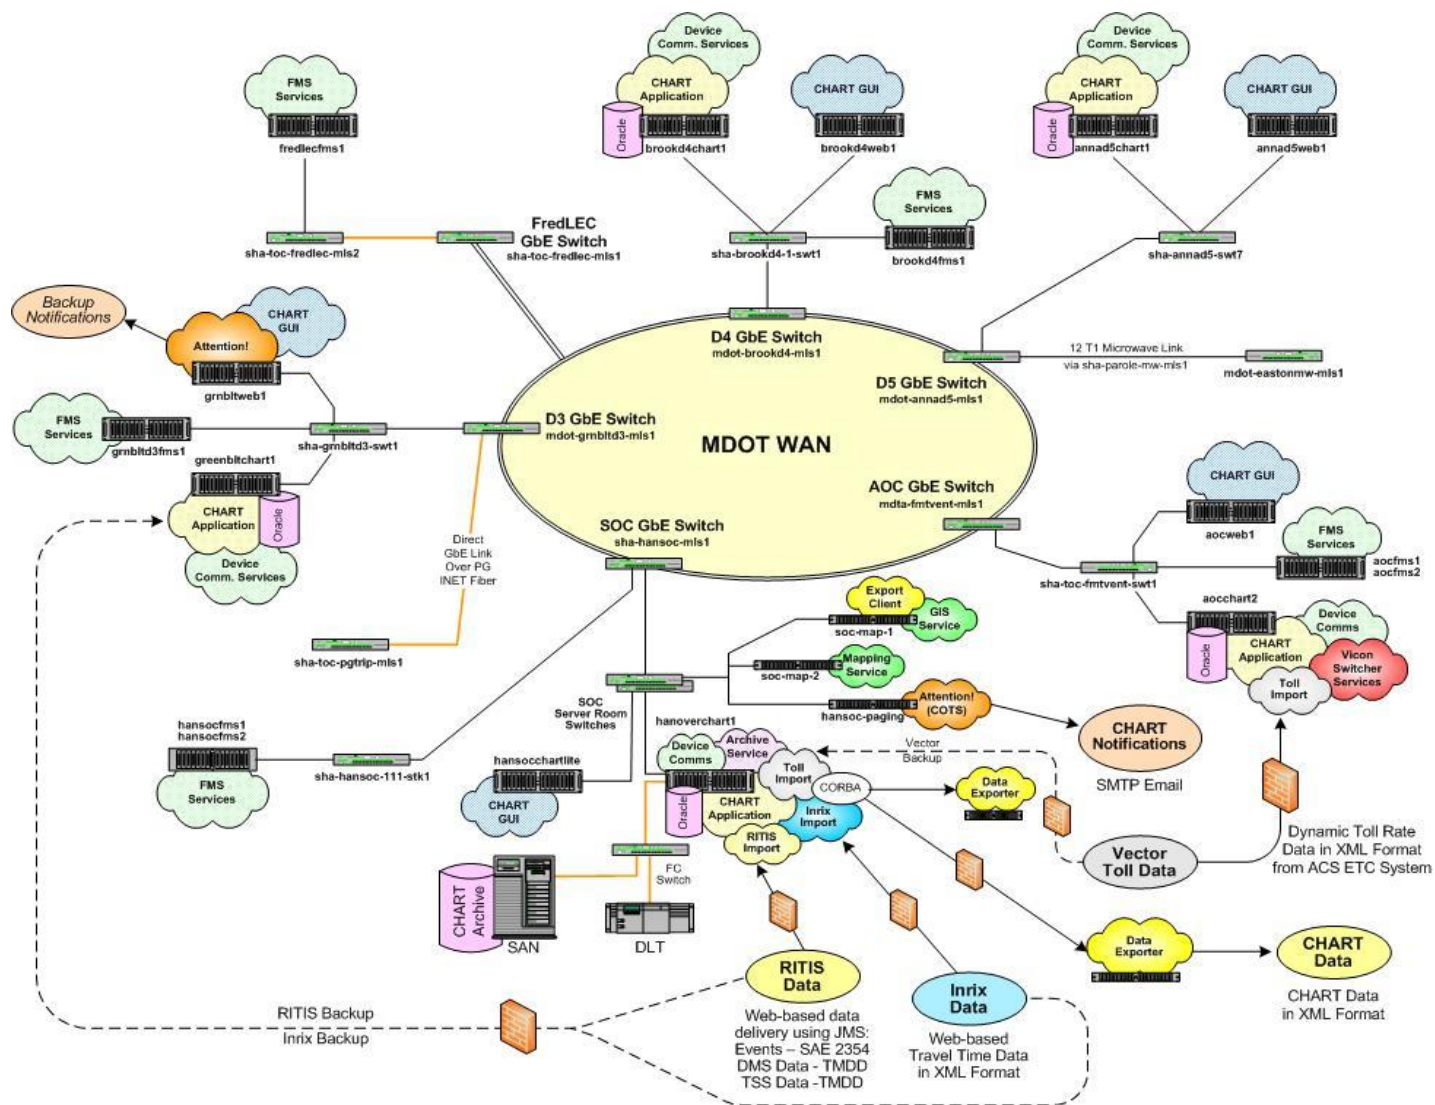 Device
Comm. Services
CHART
Application
Oracle
brookd4chart1
CHART GUI
brookd4web1
Device
Comm. Services
CHART
Application
Oracle
annad5chart1
CHART GUI
annad5web1
FMS
Services
fredlecfms1
sha-toc-fredlec-mls2
FredLEC
GbE Switch
sha-toc-fredlec-mls1
sha-brookd4-1-swt1
FMS
Services
brookd4fms1
sha-annad5-swt7
Backup
Notifications
Attention!
CHART
GUI
grnbltweb1
D4 GbE Switch
mdot-brookd4-mls1
12 T1 Microwave Link
via sha-parole-mw-mls1
mdot-eastonmw-mls1
D5 GbE Switch
mdot-annad5-mls1
FMS
Services
grnbltd3fms1
sha-grnbltd3-swt1
D3 GbE Switch
mdot-grnbltd3-mls1
MDOT WAN
greenbltchart1
CHART
Application
Oracle
Device
Comm. Services
AOC GbE Switch
mdta-fmtvent-mls1
SOC GbE Switch
sha-hansoc-mls1
CHART GUI
aocweb1
FMS
Services
aocfms1
aocfms2
sha-toc-fmtvent-swt1
Direct
GbE Link
Over PG
INET Fiber
sha-toc-pgtrip-mls1
aocchart2
Oracle
CHART
Application
Device
Comms
Vicon
Switcher
Services
Toll
Import
Export
Client
GIS
Service
soc-map-1
Mapping
Service
soc-map-2
Attention!
(COTS)
hansoc-paging
CHART
Notifications
SMTP Email
SOC
Server Room
Switches
hansocfms1
hansocfms2
FMS
Services
sha-hansoc-111-stk1
hansocchartlite
CHART
GUI
hanoverchart1
Device
Comms
Archive
Service
Toll
Import
CORBA
Oracle
CHART
Application
Inrix
Import
RITIS
Import
Vector
Backup
Data
Exporter
Vector
Toll Data
Dynamic Toll Rate
Data in XML Format
from ACS ETC System
FC
Switch
CHART
Archive
SAN
DLT
RITIS
Data
Web-based data
delivery using JMS:
Events – SAE 2354
DMS Data - TMDD
TSS Data -TMDD
Inrix
Data
Web-based
Travel Time Data
in XML Format
Data
Exporter
CHART
Data
CHART Data
in XML Format
RITIS Backup
Inrix Backup